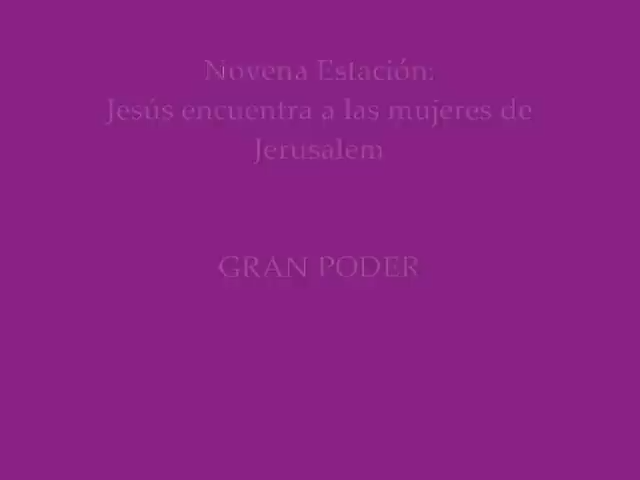 Novena Estación:
Jesús encuentra a las mujeres de
Jerusalem
GRAN PODER